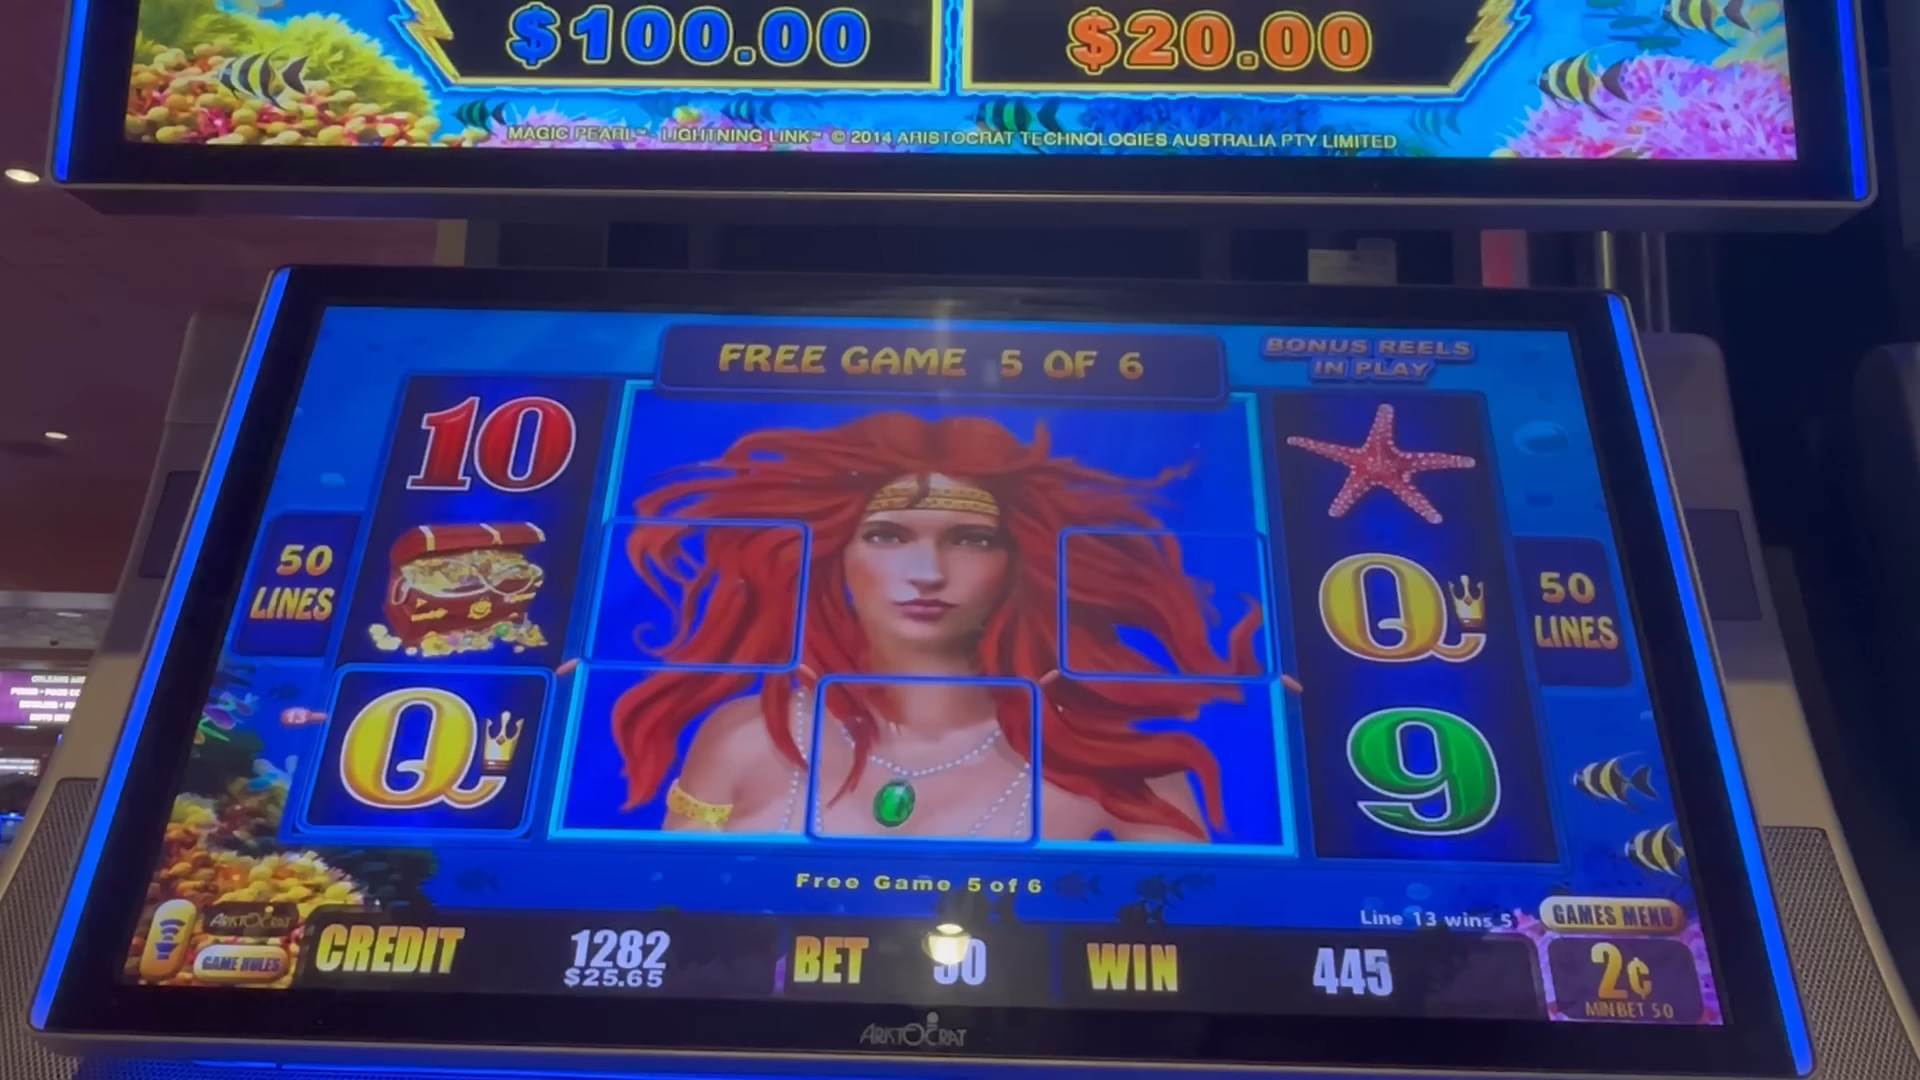 $100.00 $20.00
MAGIC PEARL™ - LIGHTNING LINK™ © 2014 ARISTOCRAT TECHNOLOGIES AUSTRALIA PTY LIMITED
FREE GAME 5 OF 6
BONUS REELS
IN PLAY
10
50
LINES
Q
Q
9
50
LINES
13
Free Game 5 of 6
Line 13 wins 5
ARISTOCRAT
GAME RULES
CREDIT 1282
$25.65
BET
WIN 445
GAMES MENU
2¢
MIN BET 50
ARISTOCRAT